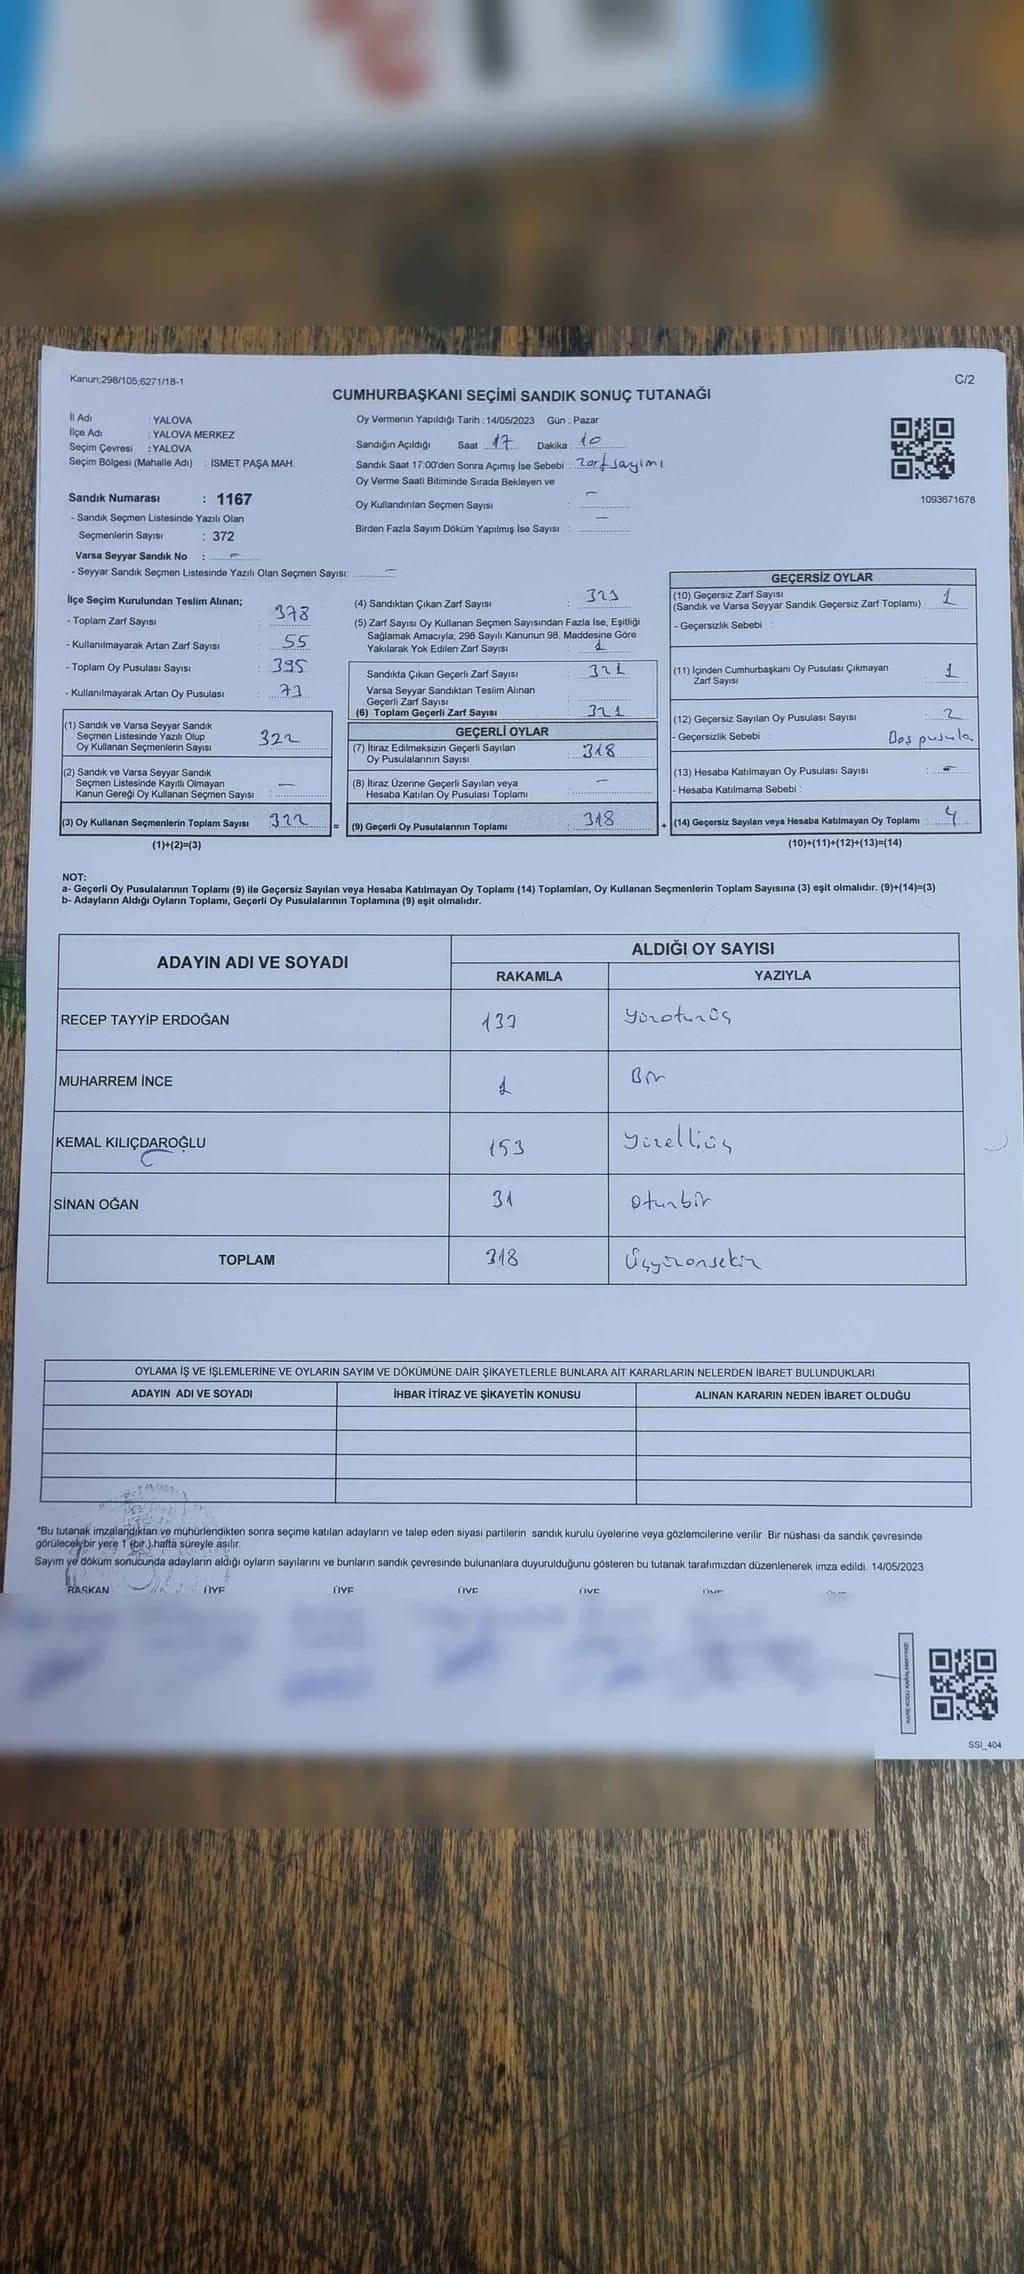 Kanun;298/105;6271/18-1
C/2
CUMHURBAŞKANI SEÇİMİ SANDIK SONUÇ TUTANAĞI
İl Adı : YALOVA
İlçe Adı : YALOVA MERKEZ
Seçim Çevresi : YALOVA
Seçim Bölgesi (Mahalle Adı) : İSMET PAŞA MAH.
Sandık Numarası : 1167
- Sandık Seçmen Listesinde Yazılı Olan
Seçmenlerin Sayısı : 372
Varsa Seyyar Sandık No : -
- Seyyar Sandık Seçmen Listesinde Yazılı Olan Seçmen Sayısı: -
Oy Vermenin Yapıldığı Tarih : 14/05/2023 Gün : Pazar
Sandığın Açıldığı Saat : 17 Dakika : 10
Sandık Saat 17:00'den Sonra Açımış İse Sebebi : zarf sayımı
Oy Verme Saati Bitiminde Sırada Bekleyen ve
Oy Kullandırılan Seçmen Sayısı : -
Birden Fazla Sayım Döküm Yapılmış İse Sayısı : -
1093671678
İlçe Seçim Kurulundan Teslim Alınan;
- Toplam Zarf Sayısı : 378
- Kullanılmayarak Artan Zarf Sayısı : 55
- Toplam Oy Pusulası Sayısı : 395
- Kullanılmayarak Artan Oy Pusulası : 73
(1) Sandık ve Varsa Seyyar Sandık
Seçmen Listesinde Yazılı Olup
Oy Kullanan Seçmenlerin Sayısı 322
(2) Sandık ve Varsa Seyyar Sandık
Seçmen Listesinde Kayıtlı Olmayan
Kanun Gereği Oy Kullanan Seçmen Sayısı : -
(3) Oy Kullanan Seçmenlerin Toplam Sayısı 322 =
(1)+(2)=(3)
(4) Sandıktan Çıkan Zarf Sayısı : 323
(5) Zarf Sayısı Oy Kullanan Seçmen Sayısından Fazla İse, Eşitliği
Sağlamak Amacıyla, 298 Sayılı Kanunun 98. Maddesine Göre
Yakılarak Yok Edilen Zarf Sayısı : 1
Sandıkta Çıkan Geçerli Zarf Sayısı : 321
Varsa Seyyar Sandıktan Teslim Alınan
Geçerli Zarf Sayısı
(6) Toplam Geçerli Zarf Sayısı : 321
GEÇERLİ OYLAR
(7) İtiraz Edilmeksizin Geçerli Sayılan
Oy Pusulalarının Sayısı : 318
(8) İtiraz Üzerine Geçerli Sayılan veya
Hesaba Katılan Oy Pusulası Toplamı : -
(9) Geçerli Oy Pusulalarının Toplamı : 318 +
GEÇERSİZ OYLAR
(10) Geçersiz Zarf Sayısı
(Sandık ve Varsa Seyyar Sandık Geçersiz Zarf Toplamı) : 1
- Geçersizlik Sebebi :
(11) İçinden Cumhurbaşkanı Oy Pusulası Çıkmayan
Zarf Sayısı : 1
(12) Geçersiz Sayılan Oy Pusulası Sayısı : 2
- Geçersizlik Sebebi : Boş pusula
(13) Hesaba Katılmayan Oy Pusulası Sayısı : -
- Hesaba Katılmama Sebebi :
(14) Geçersiz Sayılan veya Hesaba Katılmayan Oy Toplamı : 4
(10)+(11)+(12)+(13)=(14)
NOT:
a- Geçerli Oy Pusulalarının Toplamı (9) ile Geçersiz Sayılan veya Hesaba Katılmayan Oy Toplamı (14) Toplamları, Oy Kullanan Seçmenlerin Toplam Sayısına (3) eşit olmalıdır. (9)+(14)=(3)
b- Adayların Aldığı Oyların Toplamı, Geçerli Oy Pusulalarının Toplamına (9) eşit olmalıdır.
ADAYIN ADI VE SOYADI ALDIĞI OY SAYISI
RAKAMLA YAZIYLA
RECEP TAYYİP ERDOĞAN 133 Yüzotuzüç
MUHARREM İNCE 1 Bir
KEMAL KILIÇDAROĞLU 153 Yüzelliüç
SİNAN OĞAN 31 Otuzbir
TOPLAM 318 Üçyüzonsekiz
OYLAMA İŞ VE İŞLEMLERİNE VE OYLARIN SAYIM VE DÖKÜMÜNE DAİR ŞİKAYETLERLE BUNLARA AİT KARARLARIN NELERDEN İBARET BULUNDUKLARI
ADAYIN ADI VE SOYADI İHBAR İTİRAZ VE ŞİKAYETİN KONUSU ALINAN KARARIN NEDEN İBARET OLDUĞU
*Bu tutanak imzalandıktan ve mühürlendikten sonra seçime katılan adayların ve talep eden siyasi partilerin sandık kurulu üyelerine veya gözlemcilerine verilir .Bir nüshası da sandık çevresinde
görülecek bir yere 1 (bir ) hafta süreyle asılır.
Sayım ve döküm sonucunda adayların aldığı oyların sayılarını ve bunların sandık çevresinde bulunanlara duyurulduğunu gösteren bu tutanak tarafımızdan düzenlenerek imza edildi. 14/05/2023
BAŞKAN ÜYE ÜYE ÜYE ÜYE ÜYE
KARE KODU KARALAMAYINIZ!
SSI_404